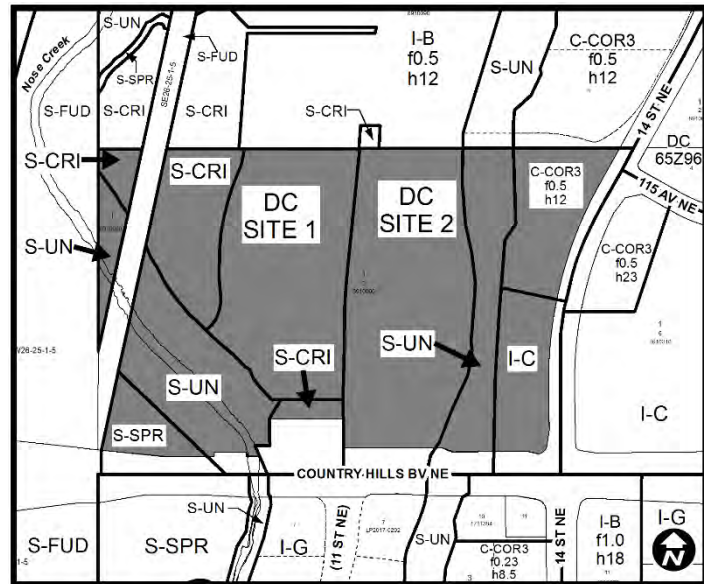 S-UN
S-SPR
S-FUD
I-B
f0.5
h12
S-UN
C-COR3
f0.5
h12
Nose Creek
S-FUD
S-CRI
SE26-25-1-5
S-CRI
S-CRI
14 ST NE
DC
65Z96
115 AV NE
S-CRI
S-CRI
C-COR3
f0.5
h12
DC
SITE 1
DC
SITE 2
C-COR3
f0.5
h23
S-UN
S-CRI
S-UN
I-C
S-UN
I-C
S-SPR
COUNTRY HILLS BV NE
S-UN
S-FUD
S-SPR
I-G
(11 ST NE)
S-UN
C-COR3
f0.23
h8.5
14 ST NE
I-B
f1.0
h18
I-G
N